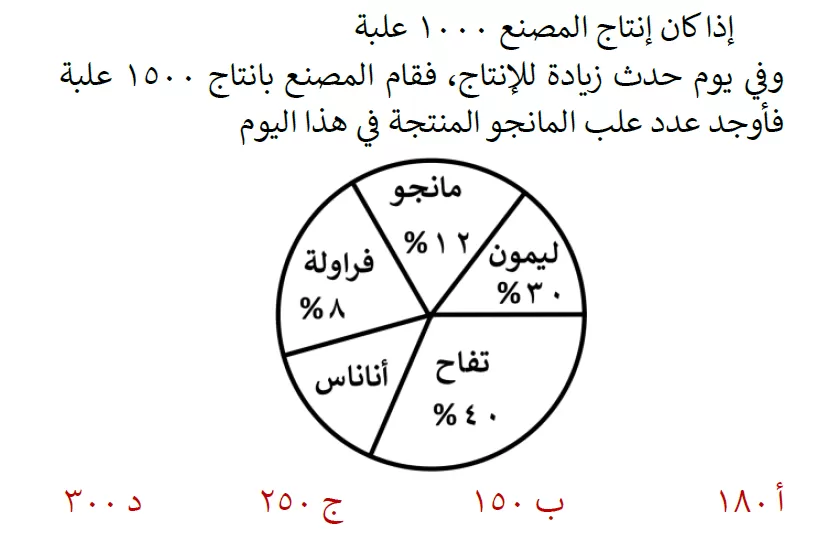 إذا كان إنتاج المصنع ١٠٠٠ علبة
وفي يوم حدث زيادة للإنتاج، فقام المصنع بانتاج ١٥٠٠ علبة
فأوجد عدد علب المانجو المنتجة في هذا اليوم
مانجو
١٢%
ليمون
٣٠%
فراولة
٨%
أناناس
تفاح
٤٠%
أ ١٨٠
ب ١٥٠
ج ٢٥٠
د ٣٠٠